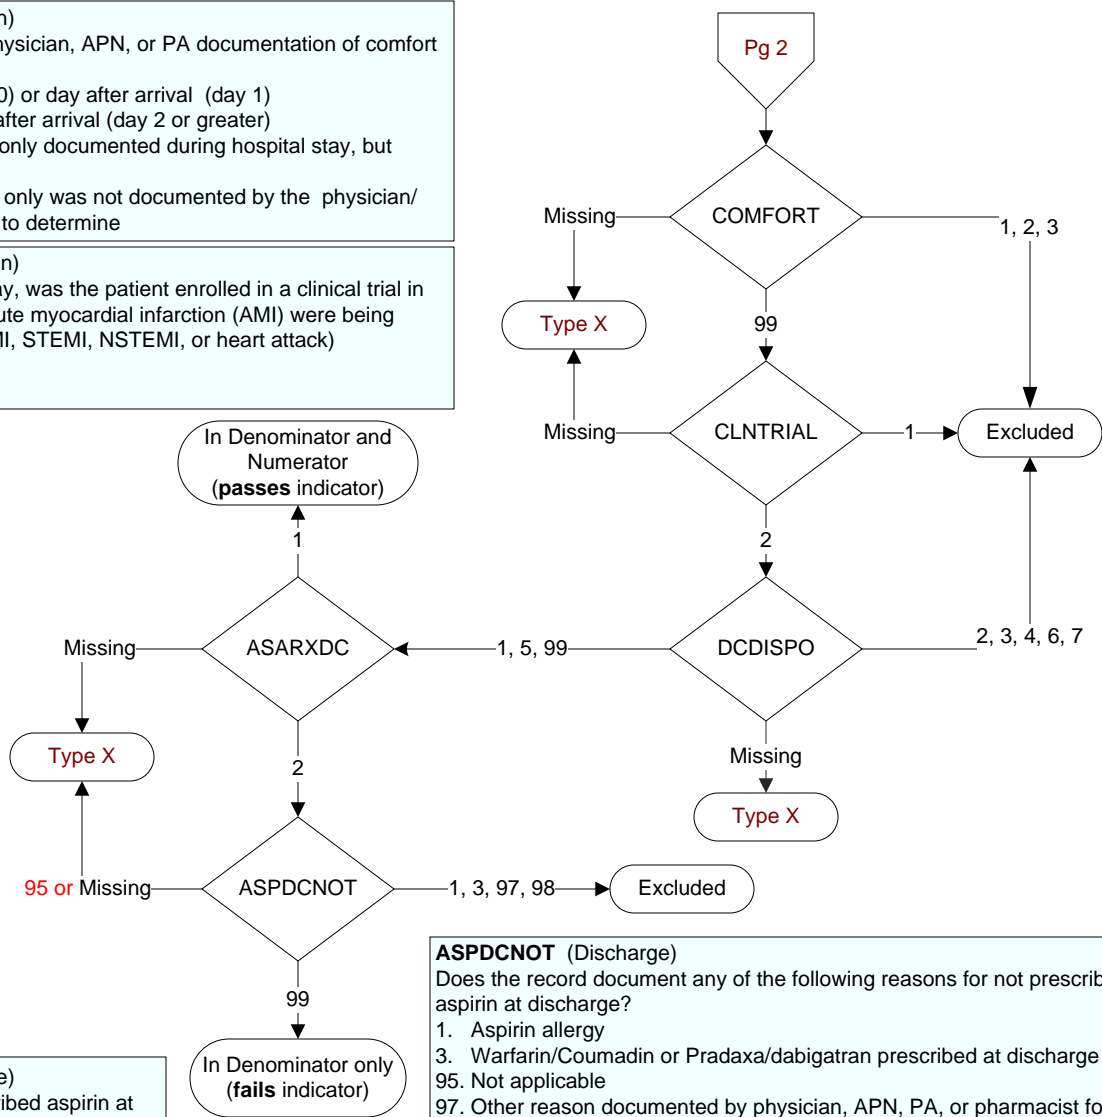 n)
hysician, APN, or PA documentation of comfort
0) or day after arrival (day 1)
after arrival (day 2 or greater)
only documented during hospital stay, but
only was not documented by the physician/
to determine
on)
ay, was the patient enrolled in a clinical trial in
ute myocardial infarction (AMI) were being
MI, STEMI, NSTEMI, or heart attack)
Pg 2
COMFORT
Missing
1, 2, 3
Type X
99
CLNTRIAL
Missing
1
Excluded
2
DCDISPO
2, 3, 4, 6, 7
1, 5, 99
Missing
Type X
In Denominator and
Numerator
(passes indicator)
1
ASARXDC
Missing
Type X
2
ASPDCNOT
95 or Missing
1, 3, 97, 98
Excluded
99
In Denominator only
(fails indicator)
ASPDCNOT (Discharge)
Does the record document any of the following reasons for not prescrib
aspirin at discharge?
1. Aspirin allergy
3. Warfarin/Coumadin or Pradaxa/dabigatran prescribed at discharge
95. Not applicable
97. Other reason documented by physician, APN, PA, or pharmacist fo
e)
ribed aspirin at